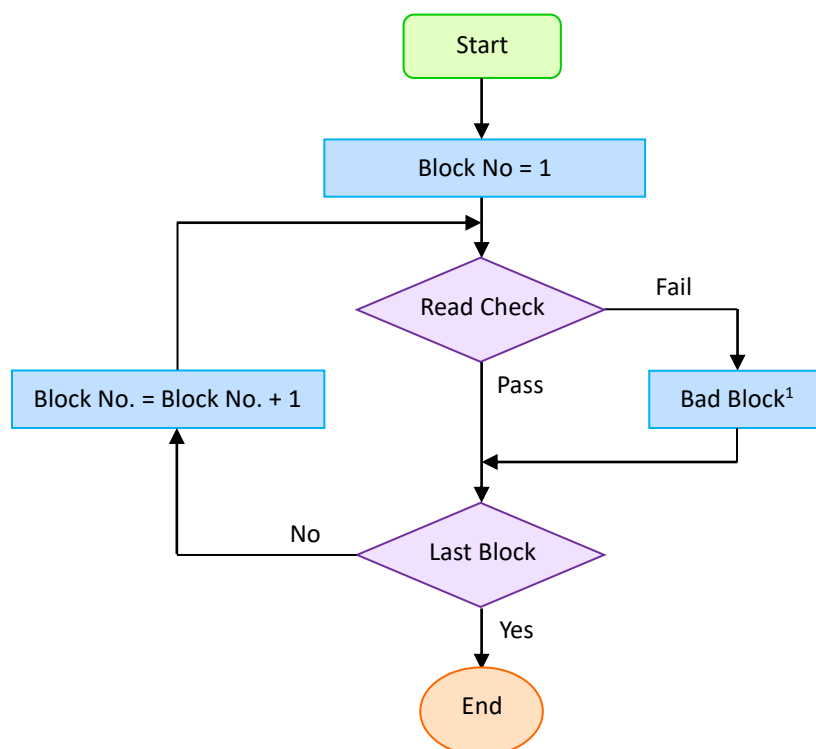 Start
Block No = 1
Read Check
Fail
Pass
Block No. = Block No. + 1
Bad Block¹
No
Last Block
Yes
End